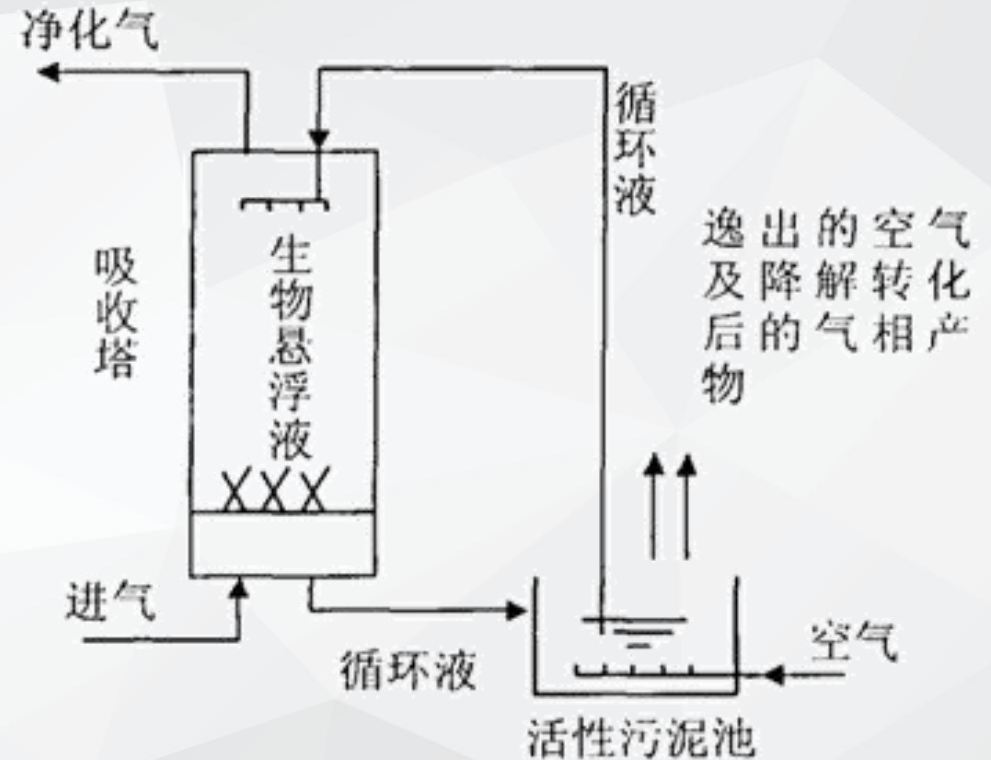 净化气
循环液
吸收塔
生物悬浮液
逸出的空气
及降解转化
后的气相产
物
进气
循环液
空气
活性污泥池